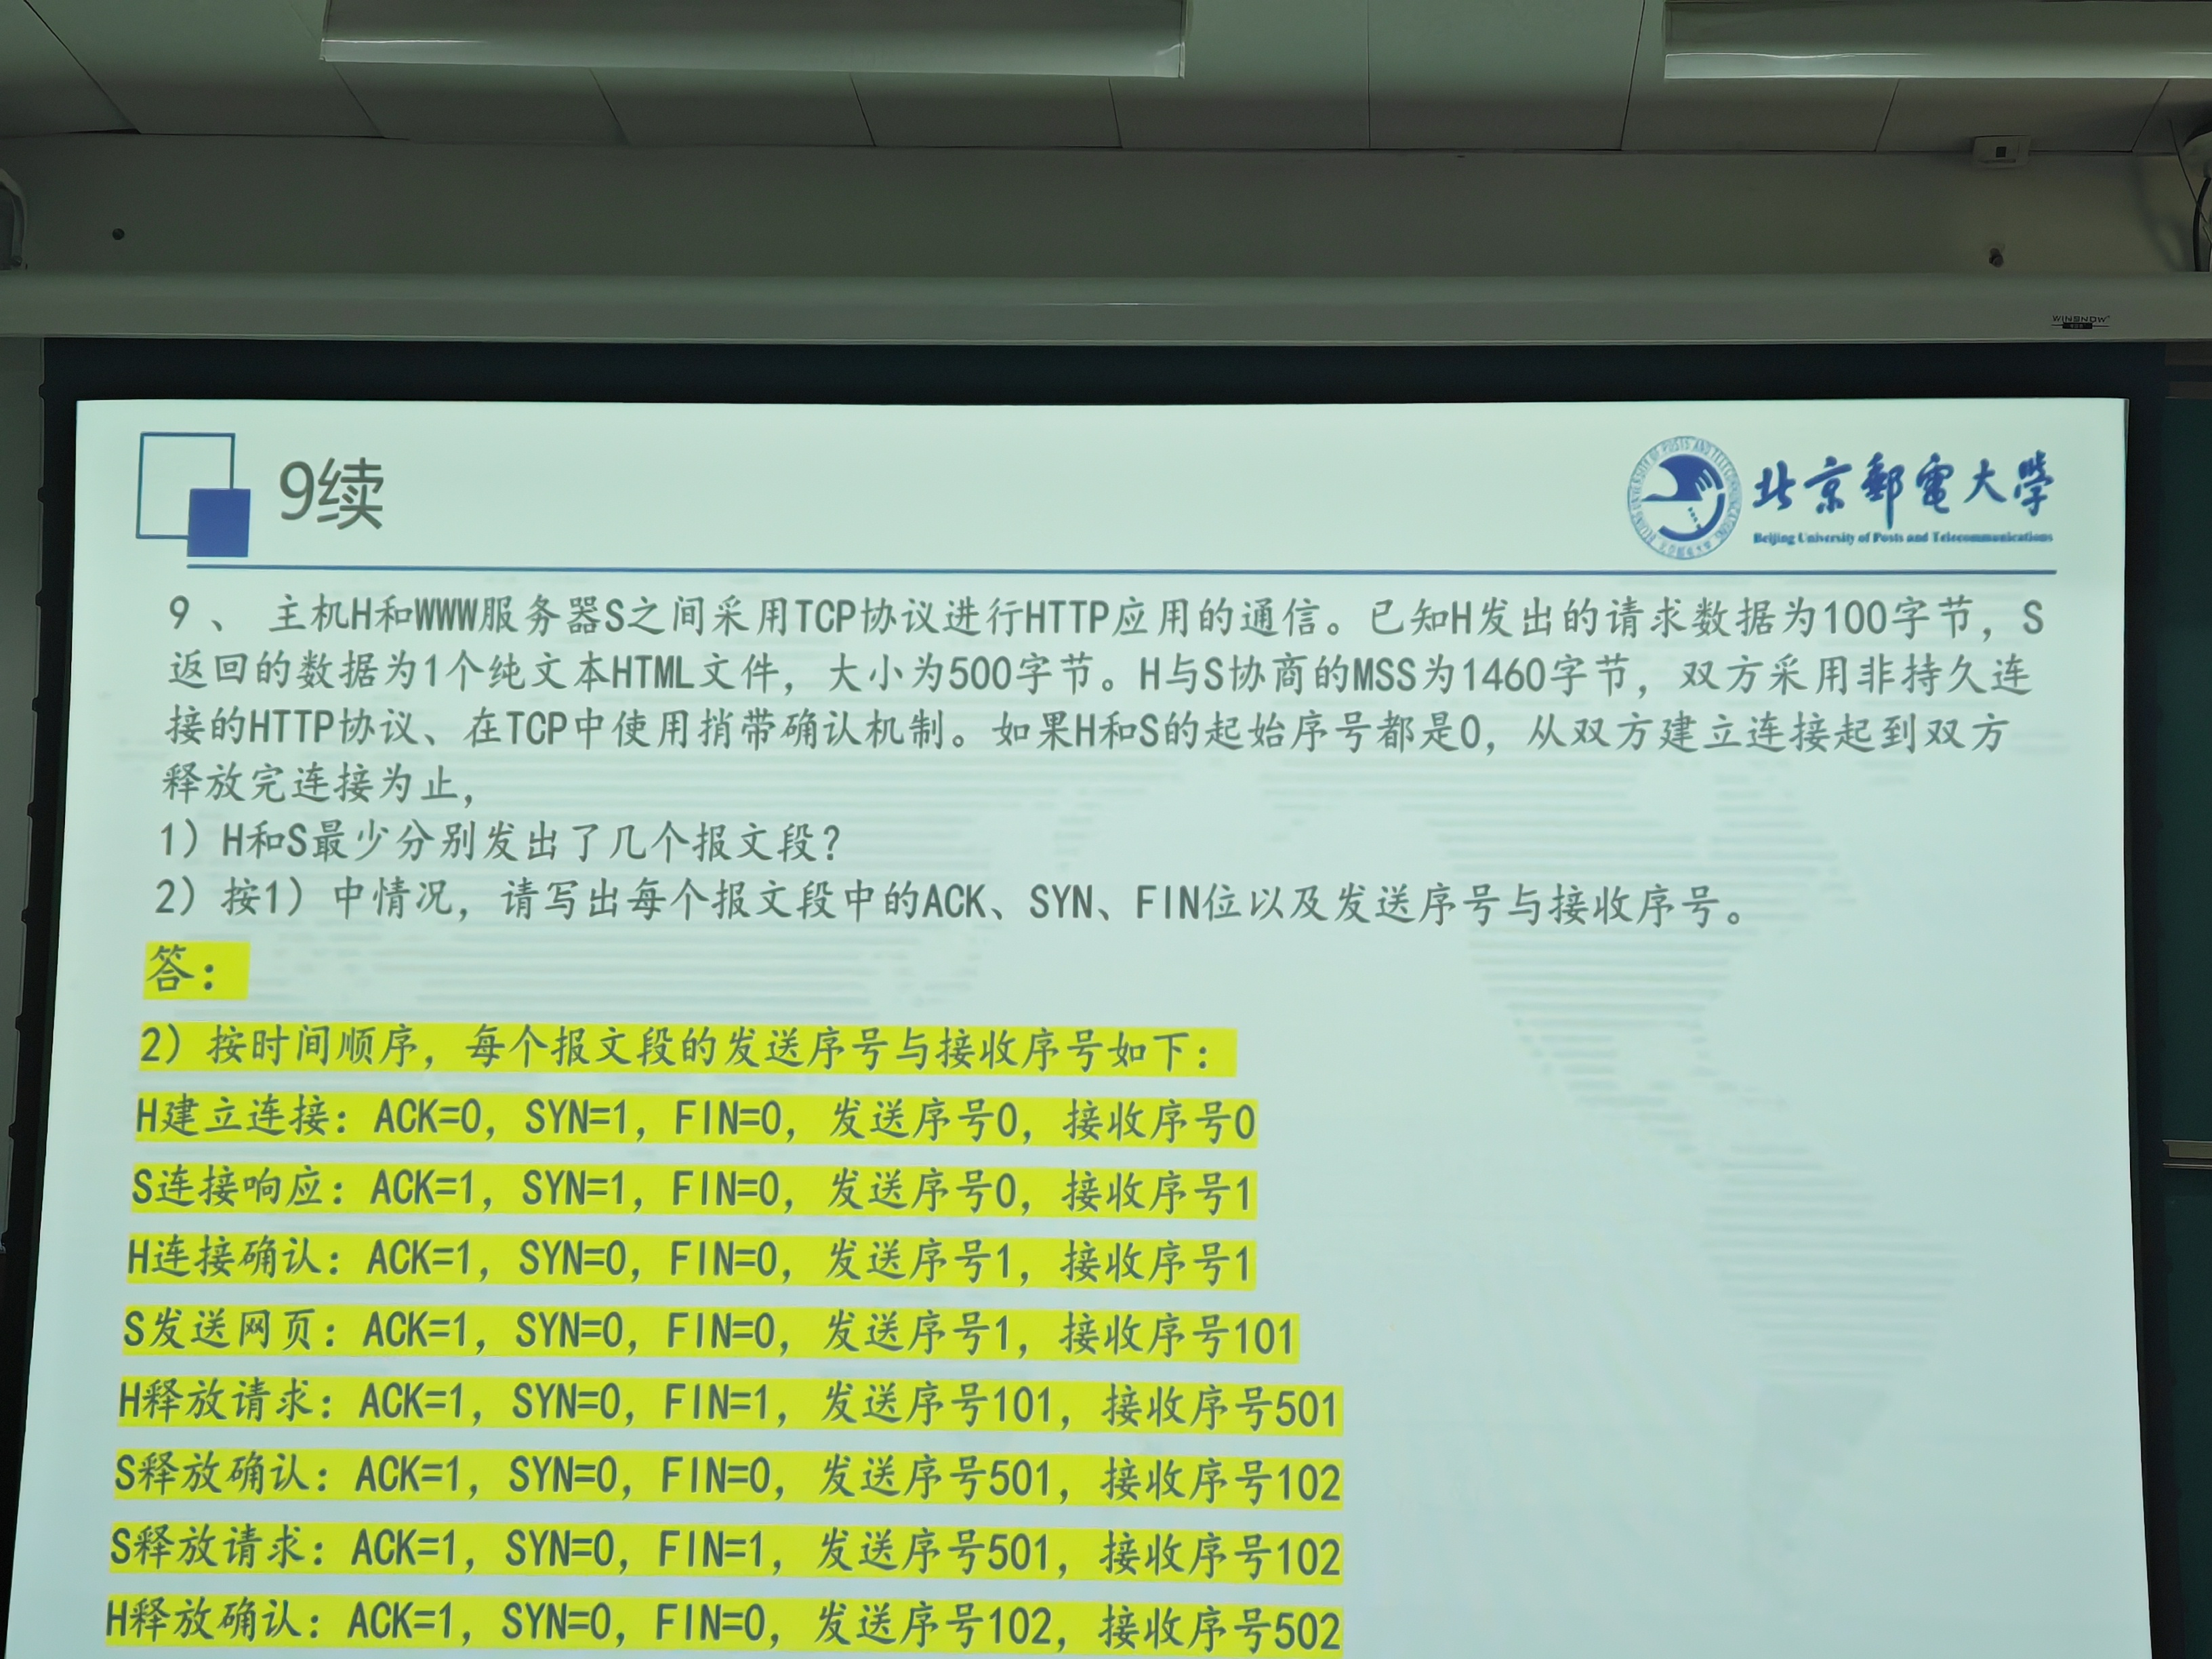 WINSNOW
9续
北京郵電大學
Beijing University of Posts and Telecommunications
9 、 主机H和WWW服务器S之间采用TCP协议进行HTTP应用的通信。已知H发出的请求数据为100字节，S
返回的数据为1个纯文本HTML文件，大小为500字节。H与S协商的MSS为1460字节，双方采用非持久连
接的HTTP协议、在TCP中使用捎带确认机制。如果H和S的起始序号都是0，从双方建立连接起到双方
释放完连接为止，
1）H和S最少分别发出了几个报文段？
2）按1）中情况，请写出每个报文段中的ACK、SYN、FIN位以及发送序号与接收序号。
答：
2）按时间顺序，每个报文段的发送序号与接收序号如下：
H建立连接：ACK=0，SYN=1，FIN=0，发送序号0，接收序号0
S连接响应：ACK=1，SYN=1，FIN=0，发送序号0，接收序号1
H连接确认：ACK=1，SYN=0，FIN=0，发送序号1，接收序号1
S发送网页：ACK=1，SYN=0，FIN=0，发送序号1，接收序号101
H释放请求：ACK=1，SYN=0，FIN=1，发送序号101，接收序号501
S释放确认：ACK=1，SYN=0，FIN=0，发送序号501，接收序号102
S释放请求：ACK=1，SYN=0，FIN=1，发送序号501，接收序号102
H释放确认：ACK=1，SYN=0，FIN=0，发送序号102，接收序号502